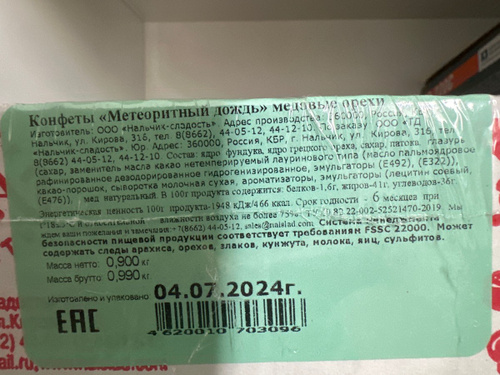 Конфеты «Метеоритный дождь» медовые орехи
Изготовитель: ООО «Нальчик-сладость». Адрес производства: 360000, Россия,
Нальчик, ул. Кирова, 316, тел. 8(8662), 44-05-12, 44-12-10. По заказу: ООО «ТД
«Нальчик-сладость». Юр. Адрес: 360000, Россия, КБР, г. Нальчик, ул. Кирова, 316, тел.
8(8662), 44-05-12, 44-12-10. Состав: ядро фундука, ядро грецкого ореха, сахар, патока, глазурь
(сахар, заменитель масла какао нетемперируемый лауринового типа (масло пальмоядровое
рафинированное дезодорированное гидрогенизированное, эмульгаторы (Е492), (Е322)),
какао-порошок, сыворотка молочная сухая, ароматизаторы, эмульгаторы (лецитин соевый,
(Е476)), мед натуральный. В 100г продукта содержится: белков-1,6г, жиров-41г, углеводов-36г.
Энергетическая ценность 100г продукта-1948 кДж/466 ккал. Срок годности - 6 месяцев при
влажности воздуха не более 75%.
безопасности пищевой продукции соответствует требованиям FSSC 22000. Может
содержать следы арахиса, орехов, злаков, кунжута, молока, яиц, сульфитов.
Масса нетто: 0,900 кг
Масса брутто: 0,990 кг
Изготовлено и упаковано: 04.07.2024г.
EAC
4 620010 703096